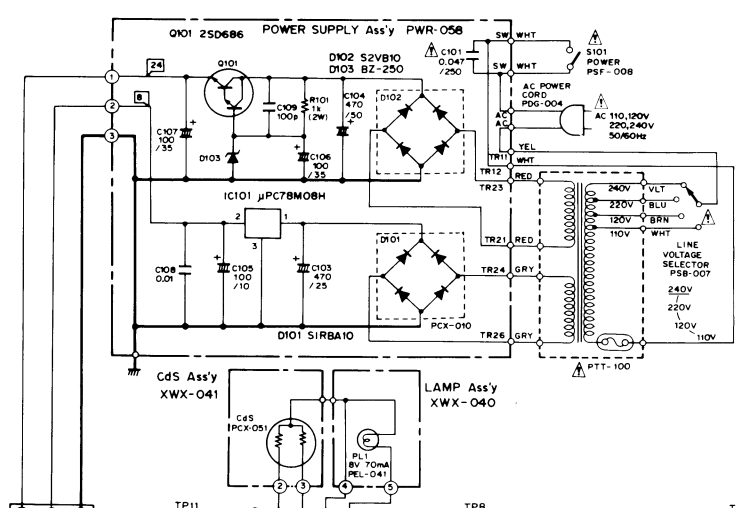 Q101 2SD686
POWER SUPPLY Ass'y PWR-058
D102 S2VB10
D103 BZ-250
C101
0.047
/250
SW WHT
SW WHT
S101
POWER
PSF-008
AC POWER
CORD
PDG-004
AC
AC
AC 110,120V
220,240V
50/60Hz
1
24
2
8
3
Q101
C109
100p
R101
1k
(2W)
C104
470
/50
D102
C107
100
/35
D103
C106
100
/35
TR11 YEL
WHT
TR12
TR23 RED
240V VLT
220V BLU
120V BRN
110V WHT
LINE
VOLTAGE
SELECTOR
PSB-007
240V
220V
120V
110V
IC101 μPC78M08H
2
1
3
C108
0.01
C105
100
/10
C103
470
/25
D101
TR21 RED
TR24 GRY
TR26 GRY
PCX-010
D101 SIRBA10
PTT-100
CdS Ass'y
XWX-041
LAMP Ass'y
XWX-040
CdS
PCX-051
PL1
8V 70mA
PEL-041
2
3
4
5
TP11
TP8